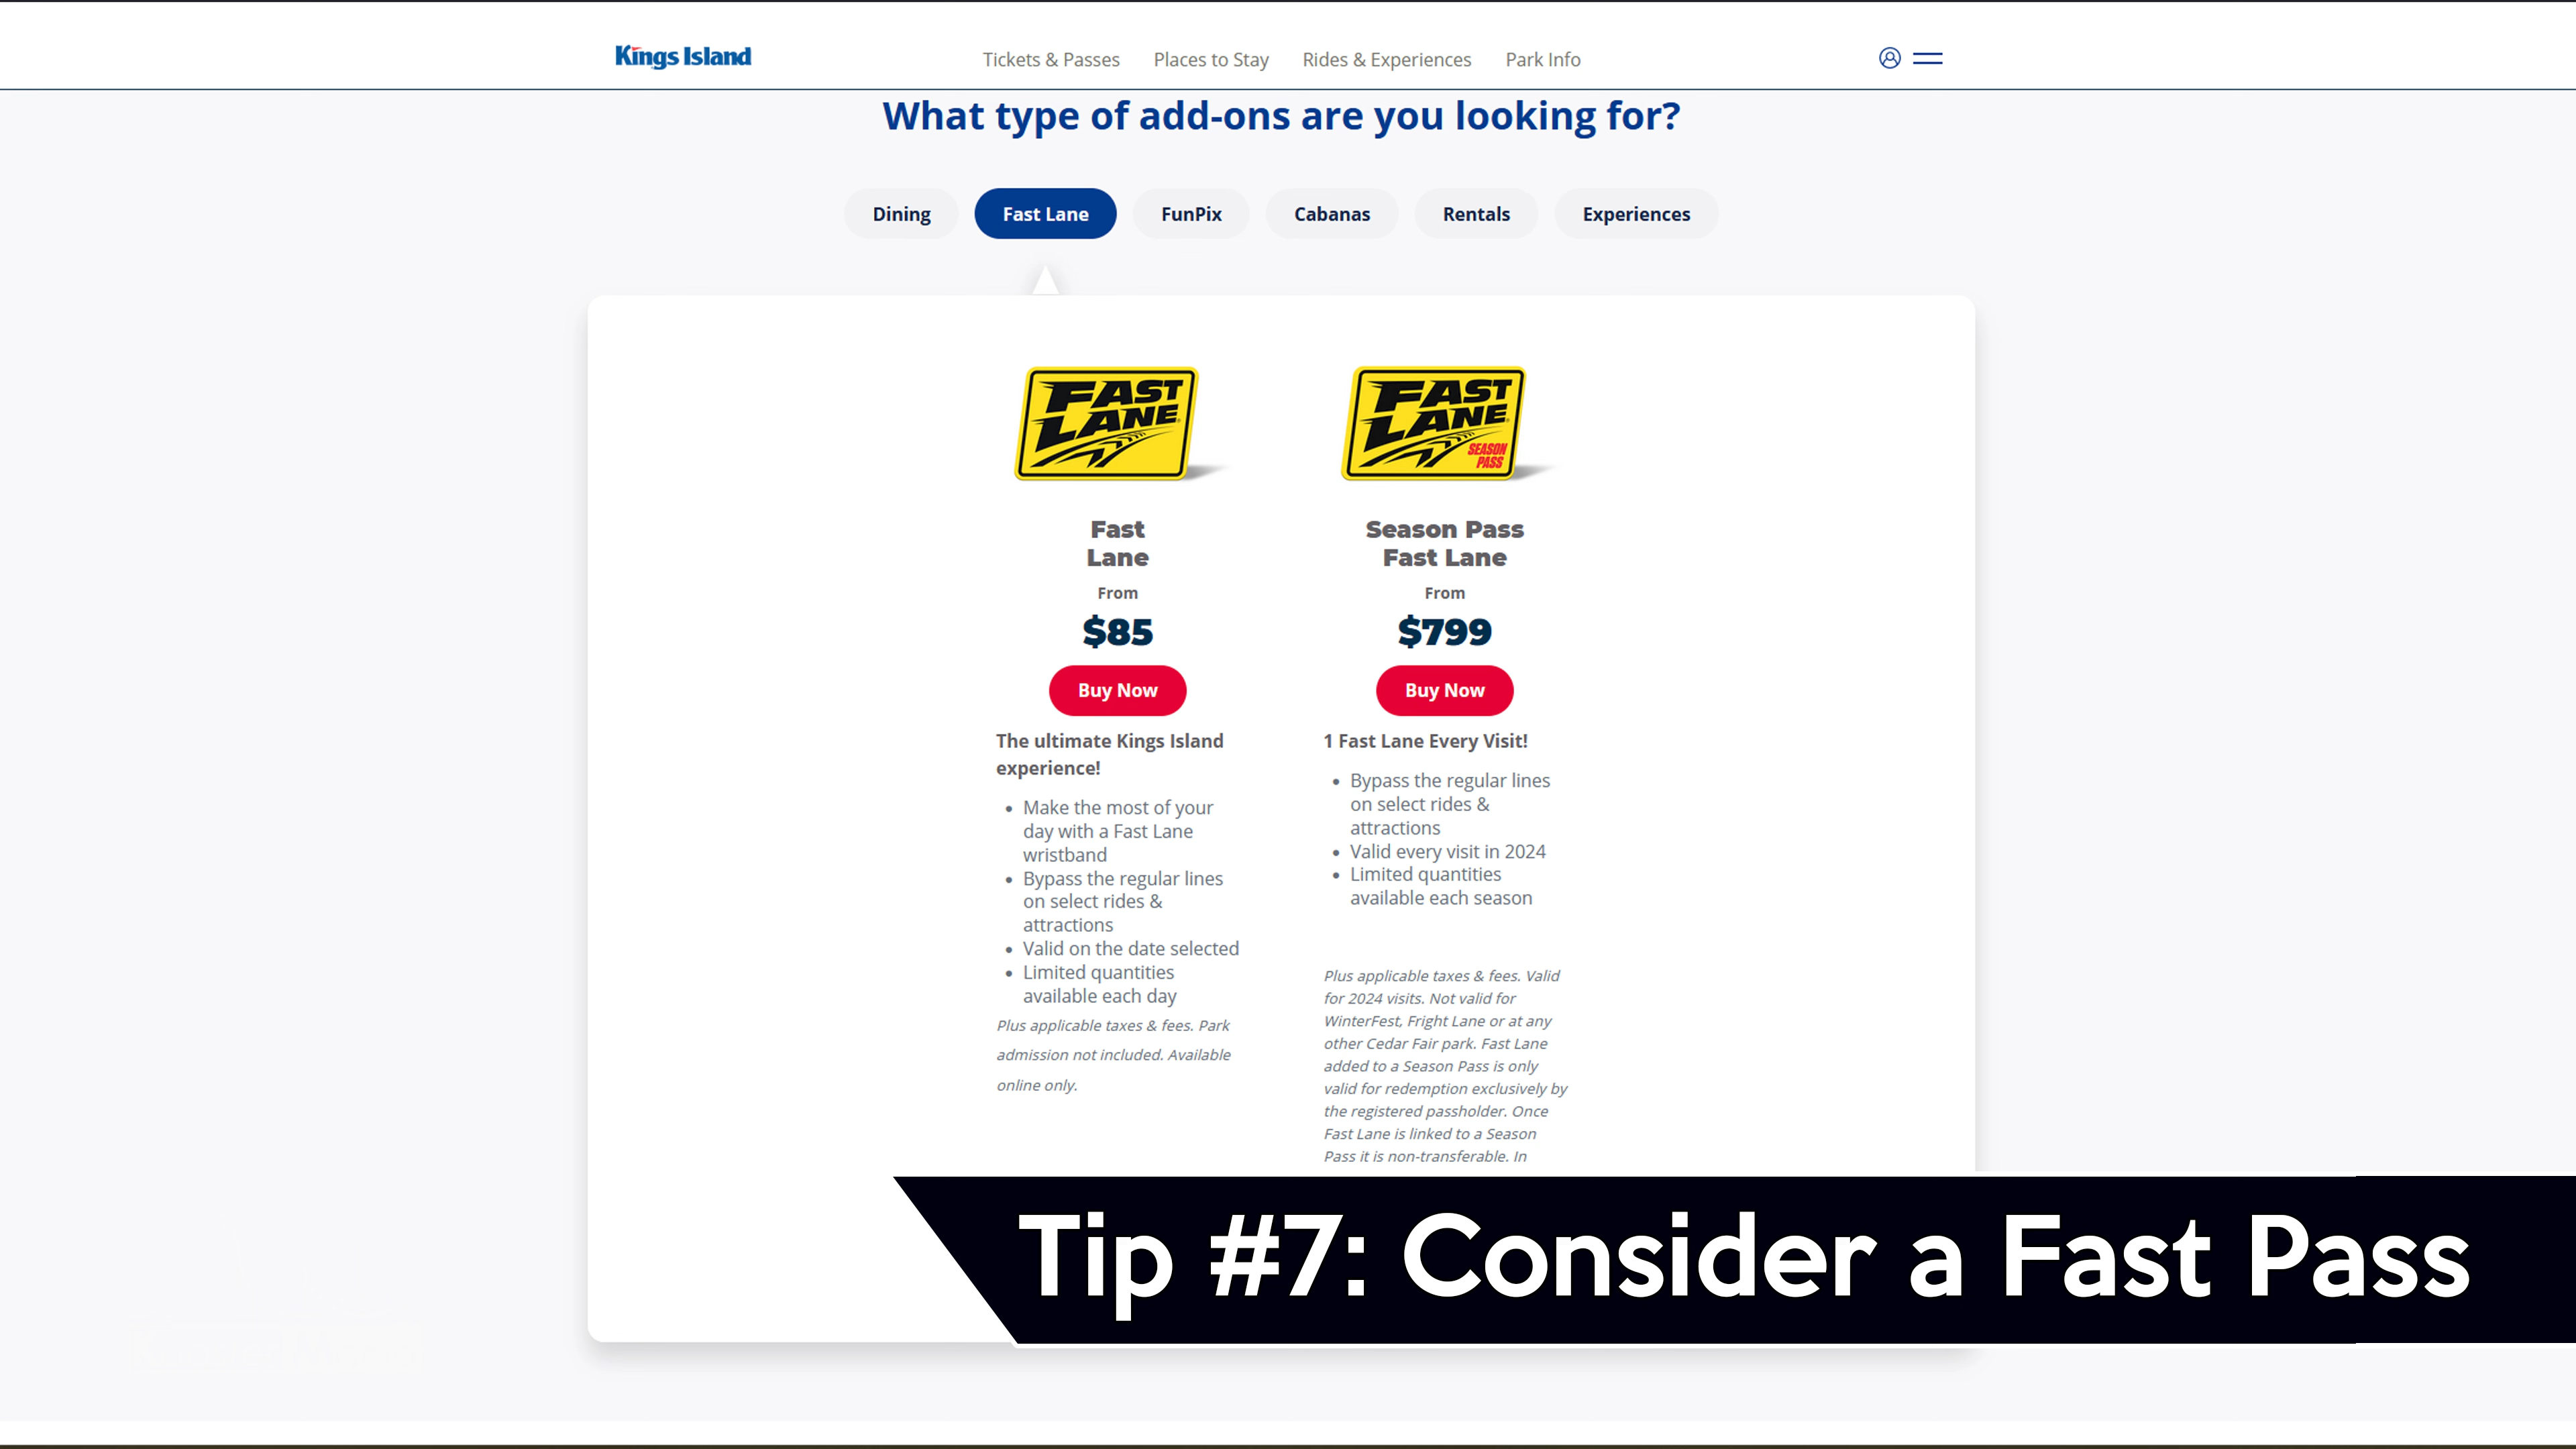 Kings Island
Tickets & Passes
Places to Stay
Rides & Experiences
Park Info
What type of add-ons are you looking for?
Dining
Fast Lane
FunPix
Cabanas
Rentals
Experiences
FAST
LANE
FAST
LANE
SEASON
PASS
Fast
Lane
From
$85
Buy Now
The ultimate Kings Island
experience!
• Make the most of your
day with a Fast Lane
wristband
• Bypass the regular lines
on select rides &
attractions
• Valid on the date selected
• Limited quantities
available each day
Plus applicable taxes & fees. Park
admission not included. Available
online only.
Season Pass
Fast Lane
From
$799
Buy Now
1 Fast Lane Every Visit!
• Bypass the regular lines
on select rides &
attractions
• Valid every visit in 2024
• Limited quantities
available each season
Plus applicable taxes & fees. Valid
for 2024 visits. Not valid for
WinterFest, Fright Lane or at any
other Cedar Fair park. Fast Lane
added to a Season Pass is only
valid for redemption exclusively by
the registered passholder. Once
Fast Lane is linked to a Season
Pass it is non-transferable. In
Tip #7: Consider a Fast Pass